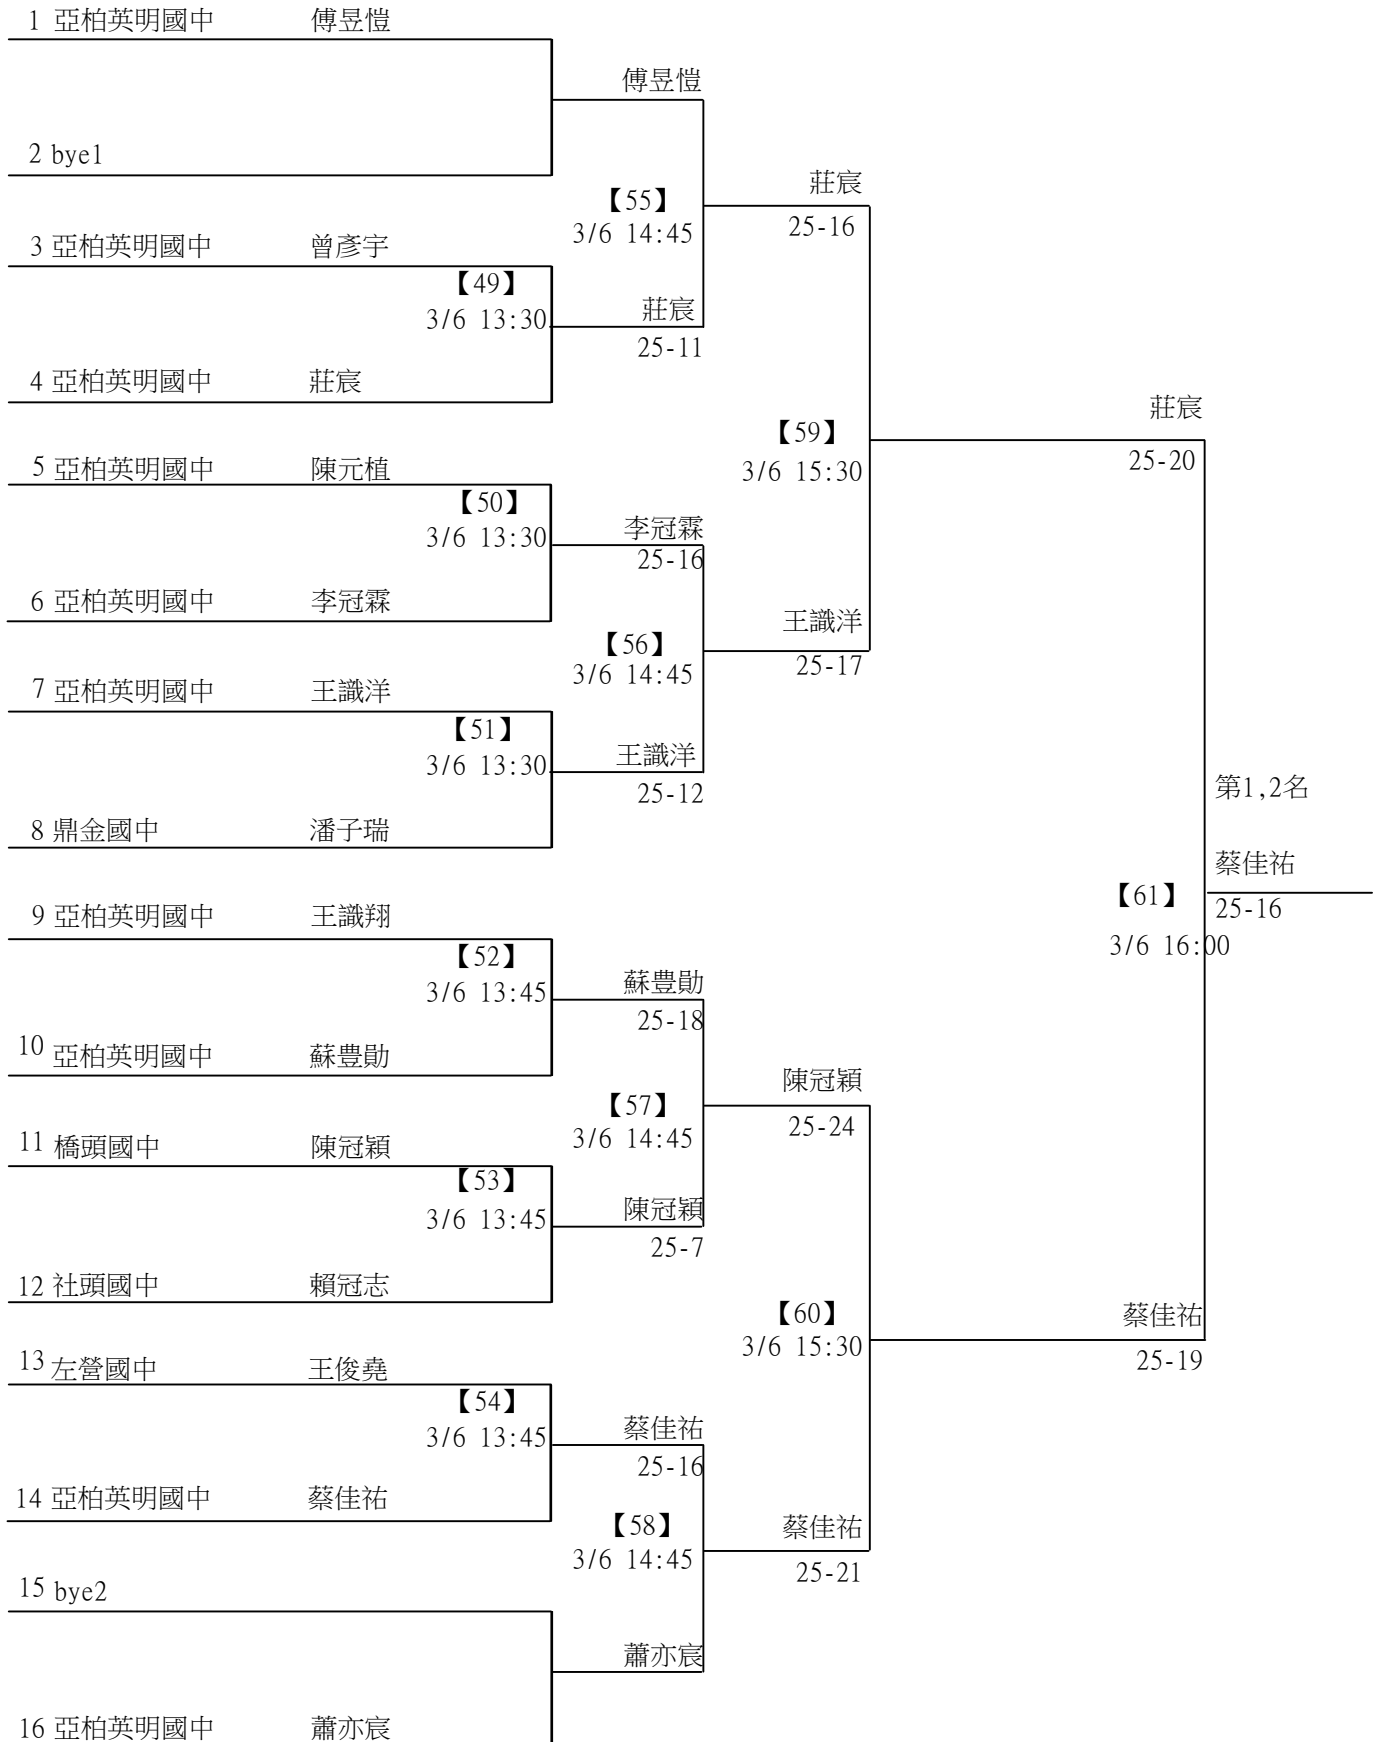 1 亞柏英明國中 傅昱愷
傅昱愷
2 bye1
莊宸
【55】
25-16
3/6 14:45
3 亞柏英明國中 曾彥宇
【49】
莊宸
3/6 13:30
25-11
4 亞柏英明國中 莊宸
莊宸
【59】
25-20
3/6 15:30
5 亞柏英明國中 陳元植
【50】
李冠霖
3/6 13:30
25-16
6 亞柏英明國中 李冠霖
王識洋
【56】
25-17
3/6 14:45
7 亞柏英明國中 王識洋
【51】
王識洋
3/6 13:30
25-12
第1,2名
8 鼎金國中 潘子瑞
蔡佳祐
【61】
25-16
3/6 16:00
9 亞柏英明國中 王識翔
【52】
蘇豊勛
3/6 13:45
25-18
10 亞柏英明國中 蘇豊勛
陳冠穎
【57】
25-24
3/6 14:45
11 橋頭國中 陳冠穎
【53】
陳冠穎
3/6 13:45
25-7
12 社頭國中 賴冠志
【60】
蔡佳祐
3/6 15:30
25-19
13 左營國中 王俊堯
【54】
蔡佳祐
3/6 13:45
25-16
14 亞柏英明國中 蔡佳祐
【58】
蔡佳祐
3/6 14:45
25-21
15 bye2
蕭亦宸
16 亞柏英明國中 蕭亦宸